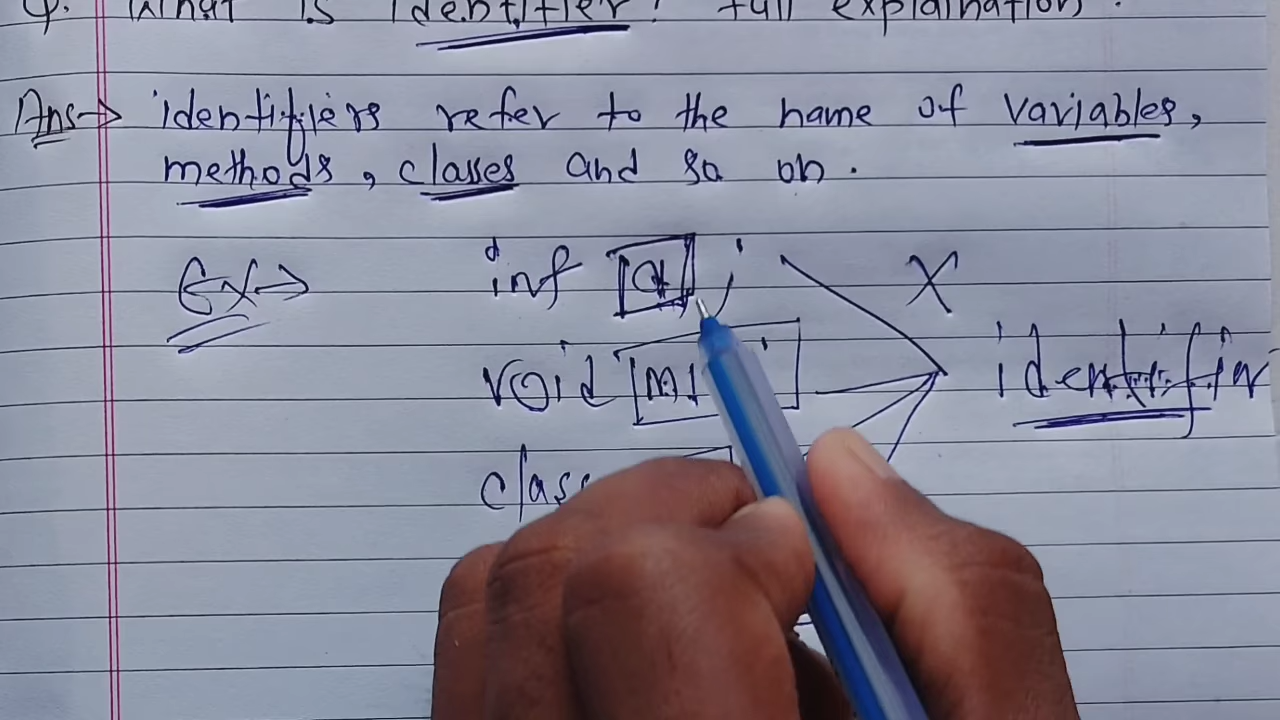 Q. What is identifier? full explaination.
Ans→ identifiers refer to the name of variables,
methods, classes and so on.
Ex→ int a ; X
void m1 identifier
class